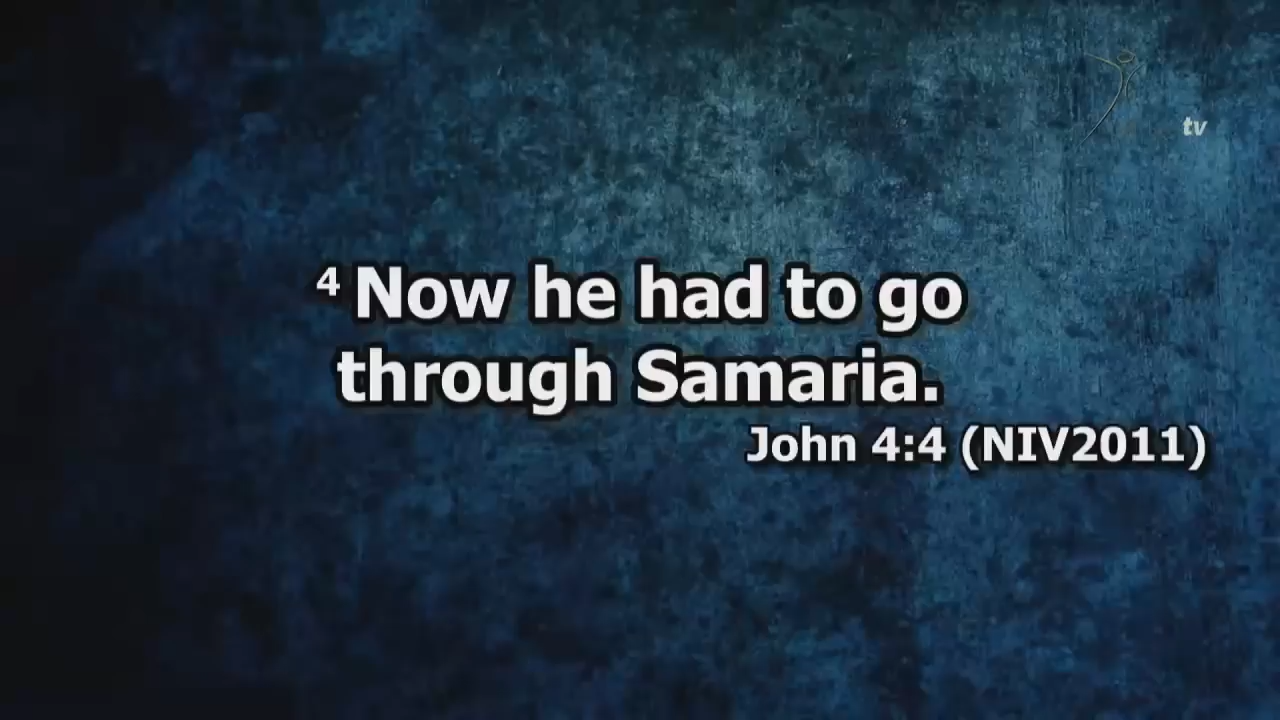 tv
4 Now he had to go
through Samaria.
John 4:4 (NIV2011)